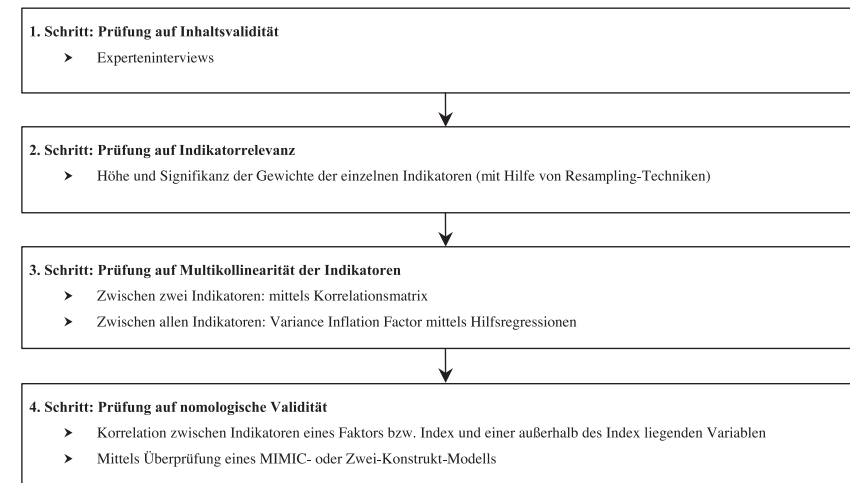 1. Schritt: Prüfung auf Inhaltsvalidität
➤ Experteninterviews
2. Schritt: Prüfung auf Indikatorrelevanz
➤ Höhe und Signifikanz der Gewichte der einzelnen Indikatoren (mit Hilfe von Resampling-Techniken)
3. Schritt: Prüfung auf Multikollinearität der Indikatoren
➤ Zwischen zwei Indikatoren: mittels Korrelationsmatrix
➤ Zwischen allen Indikatoren: Variance Inflation Factor mittels Hilfsregressionen
4. Schritt: Prüfung auf nomologische Validität
➤ Korrelation zwischen Indikatoren eines Faktors bzw. Index und einer außerhalb des Index liegenden Variablen
➤ Mittels Überprüfung eines MIMIC- oder Zwei-Konstrukt-Modells